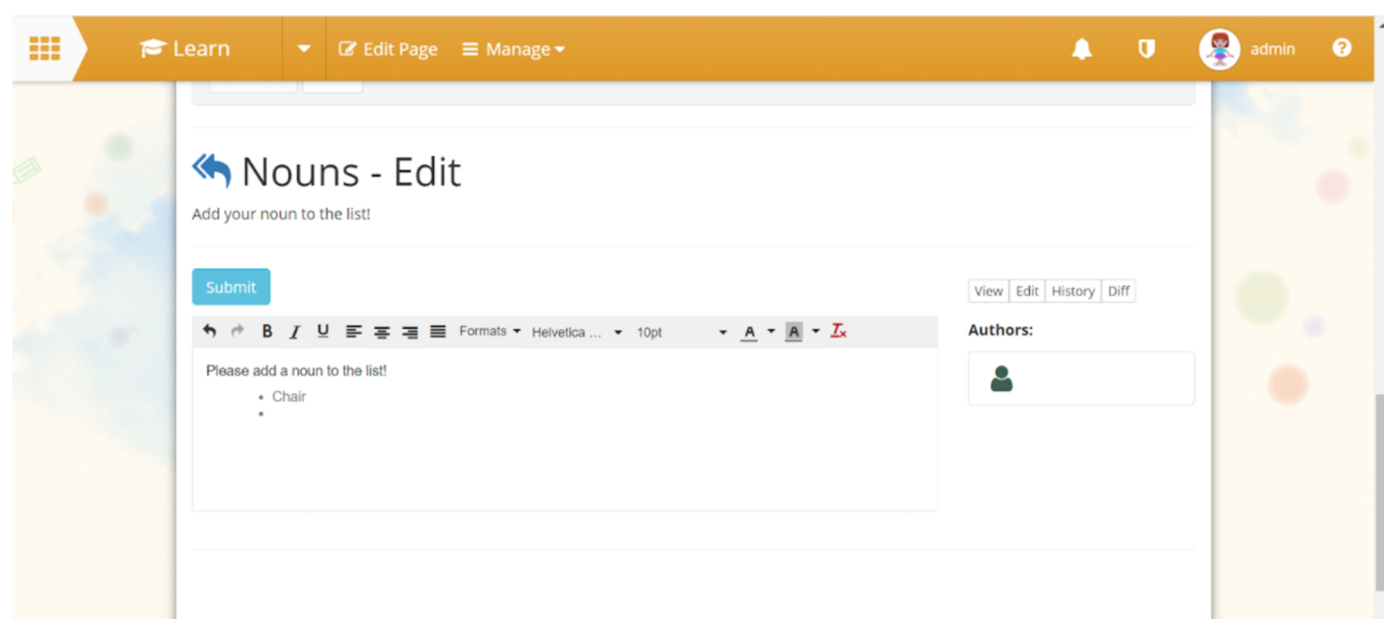 Learn Edit Page Manage admin
Nouns - Edit
Add your noun to the list!
Submit
View Edit History Diff
B I U Formats Helvetica ... 10pt A A Tx
Authors:
Please add a noun to the list!
• Chair
•